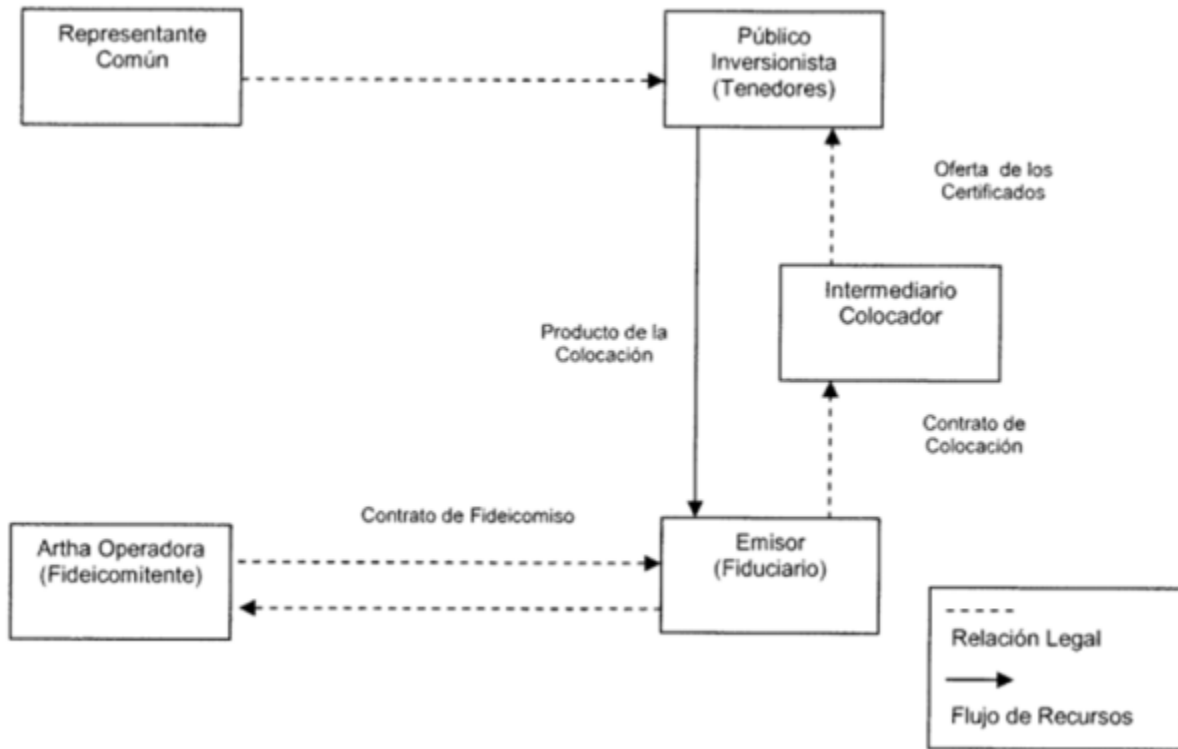 Representante
Común
Público
Inversionista
(Tenedores)
Oferta de los
Certificados
Intermediario
Colocador
Producto de la
Colocación
Contrato de
Colocación
Contrato de Fideicomiso
Artha Operadora
(Fideicomitente)
Emisor
(Fiduciario)
Relación Legal
Flujo de Recursos